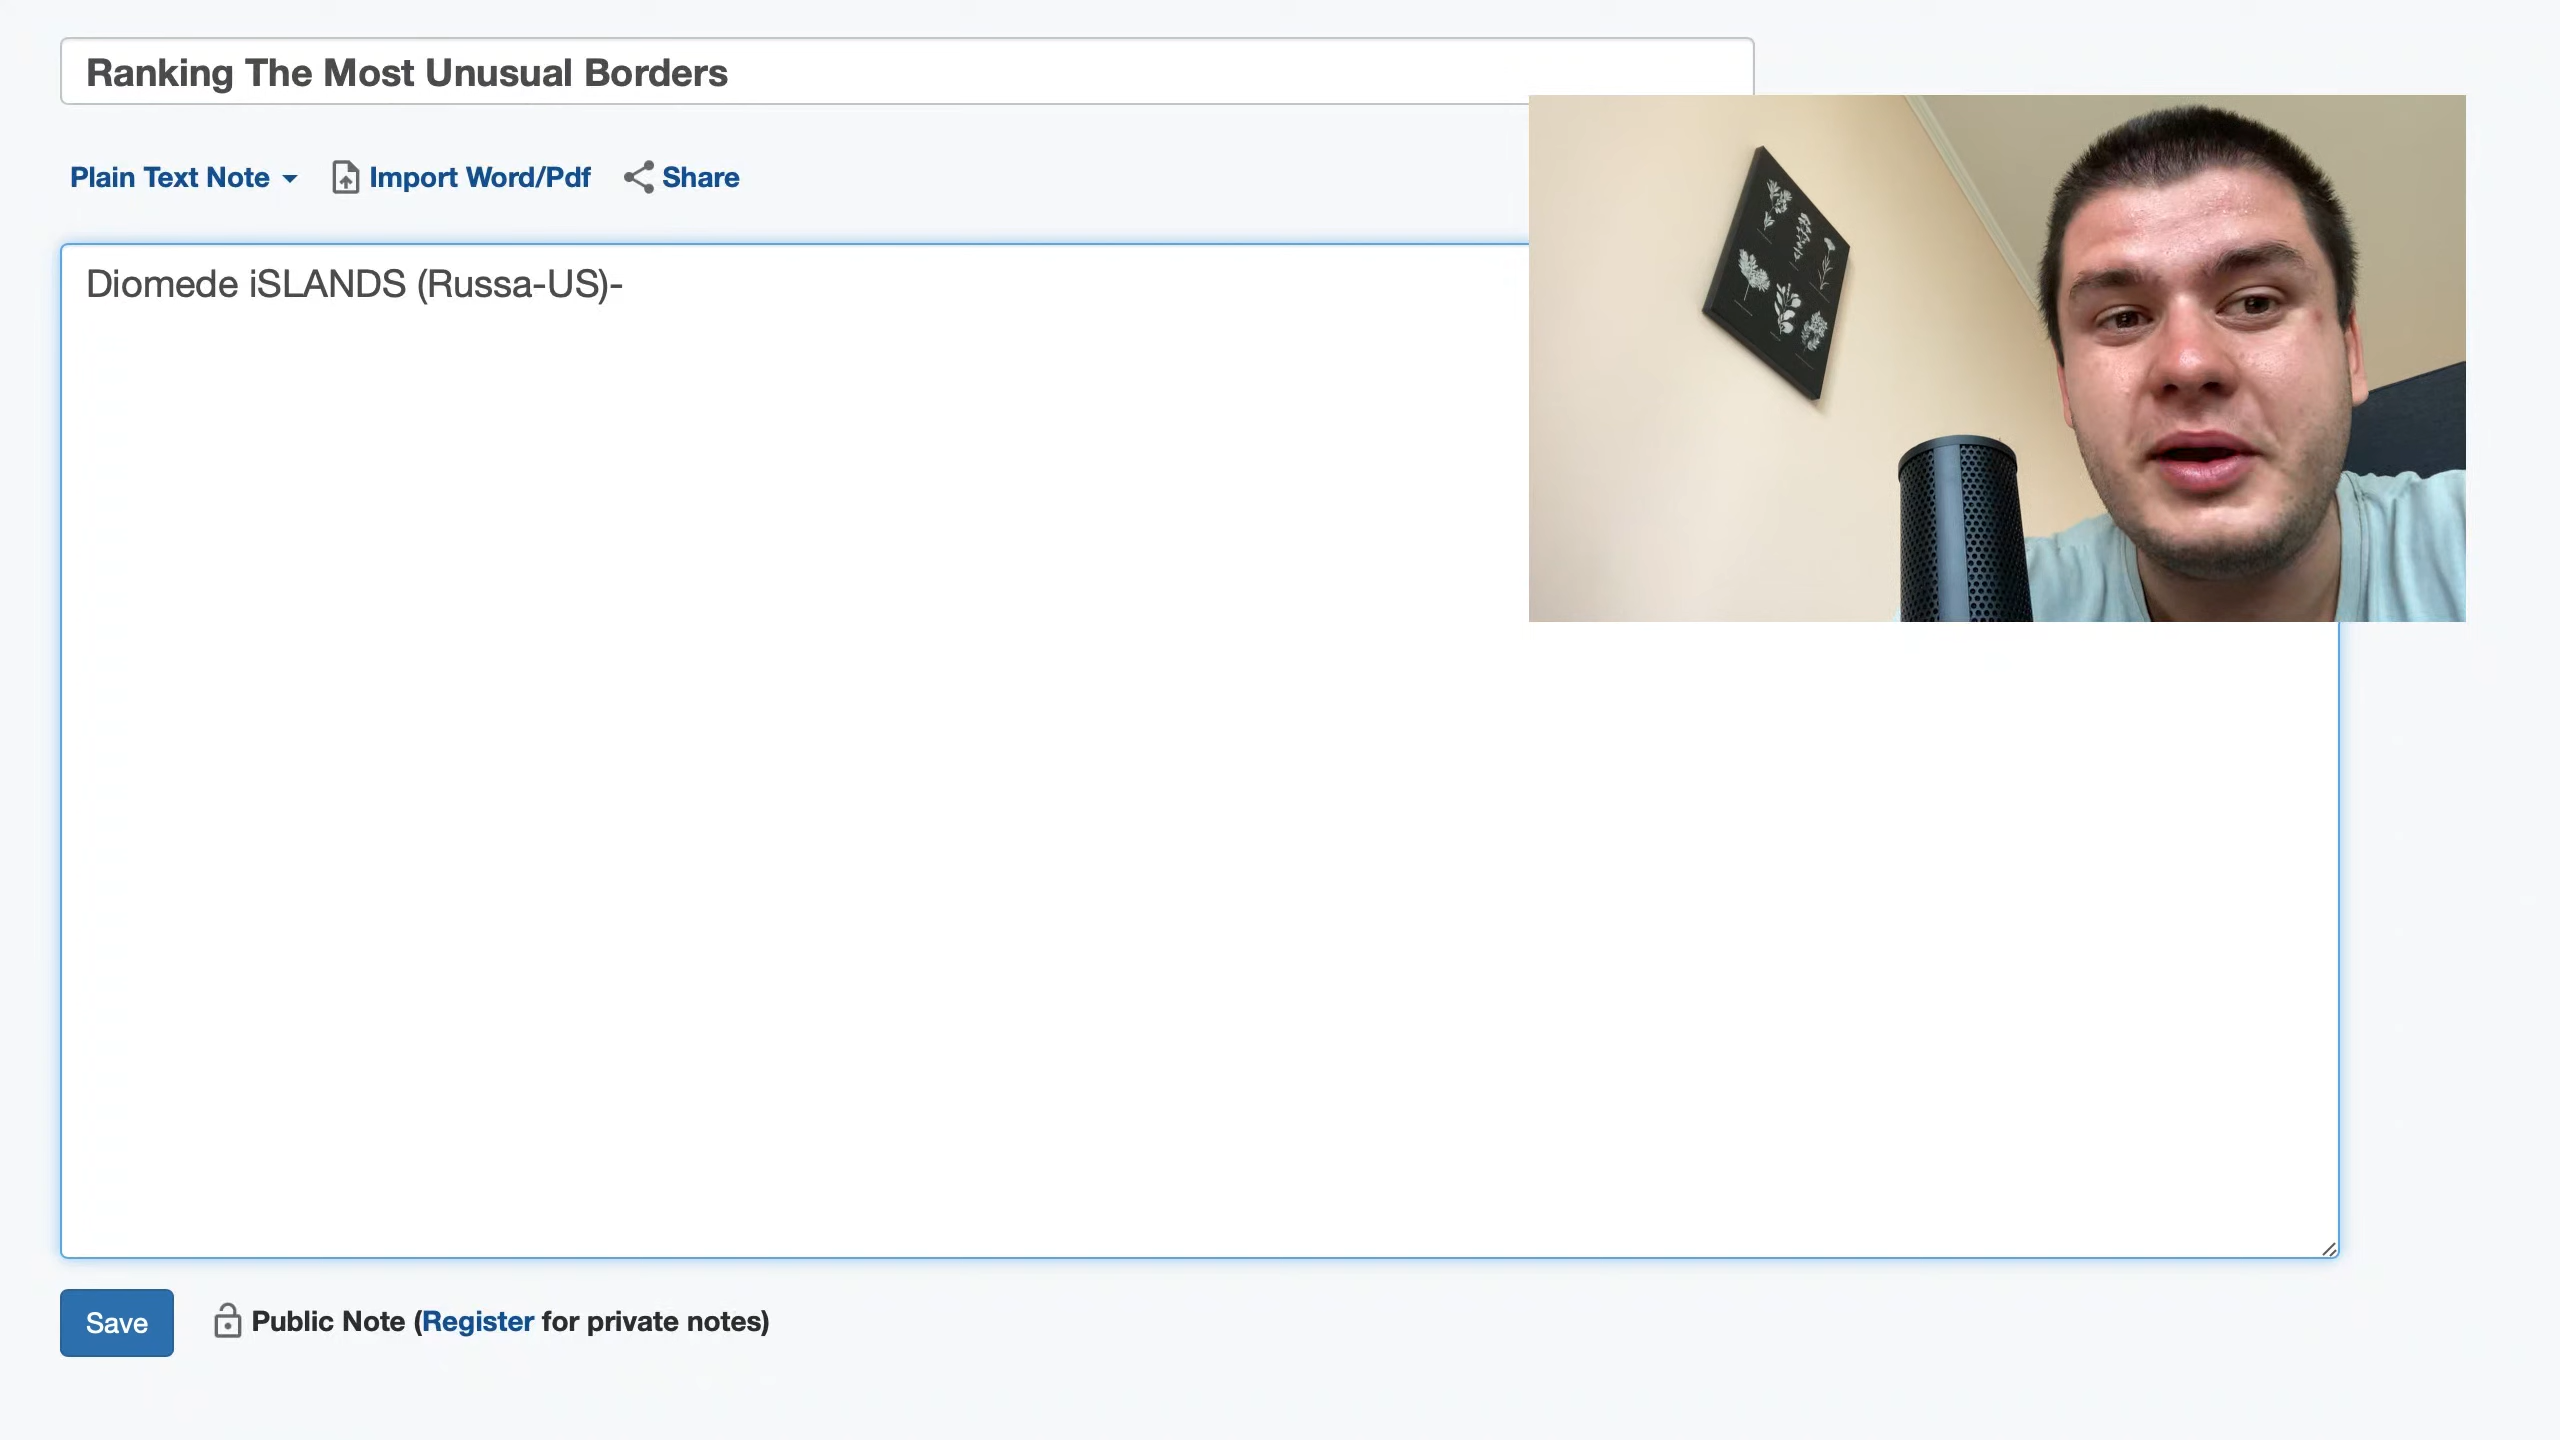 Ranking The Most Unusual Borders
Plain Text Note Import Word/Pdf Share
Diomede iSLANDS (Russa-US)-
Save Public Note (Register for private notes)